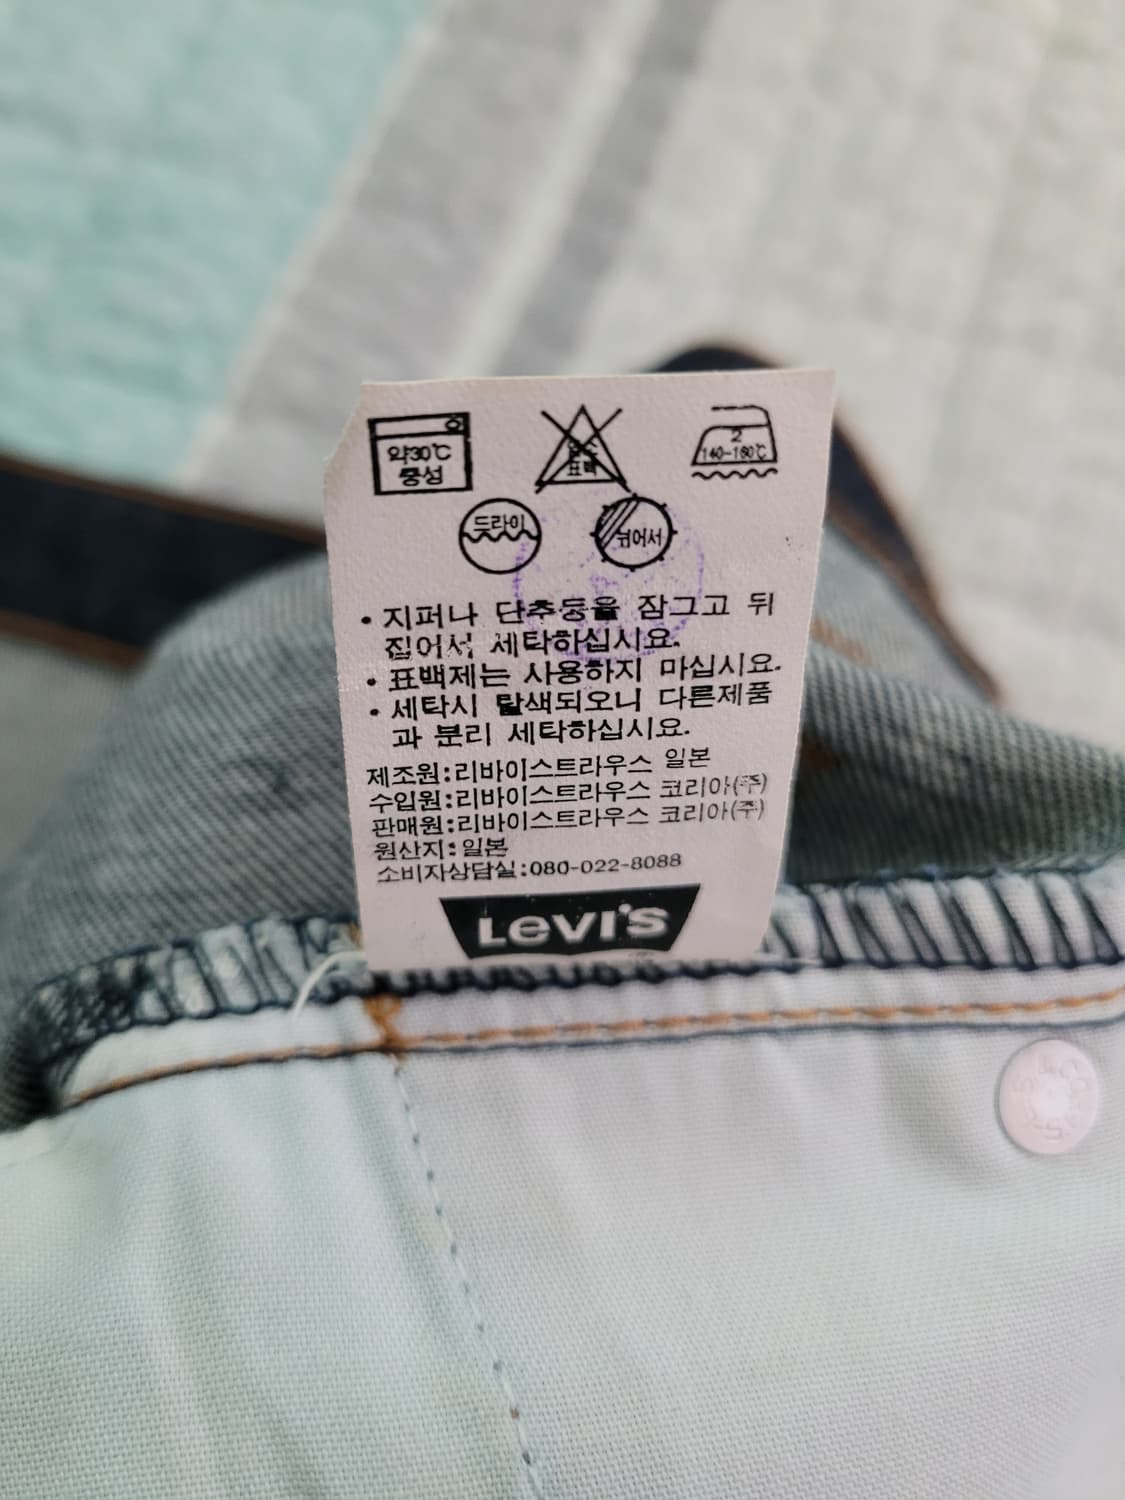 약30℃
중성
표백
2
140-160℃
드라이
뉘어서
• 지퍼나 단추등을 잠그고 뒤
집어서 세탁하십시요.
• 표백제는 사용하지 마십시요.
• 세탁시 탈색되오니 다른제품
과 분리 세탁하십시요.
제조원:리바이스트라우스 일본
수입원:리바이스트라우스 코리아(주)
판매원:리바이스트라우스 코리아(주)
원산지:일본
소비자상담실:080-022-8088
LEVI'S